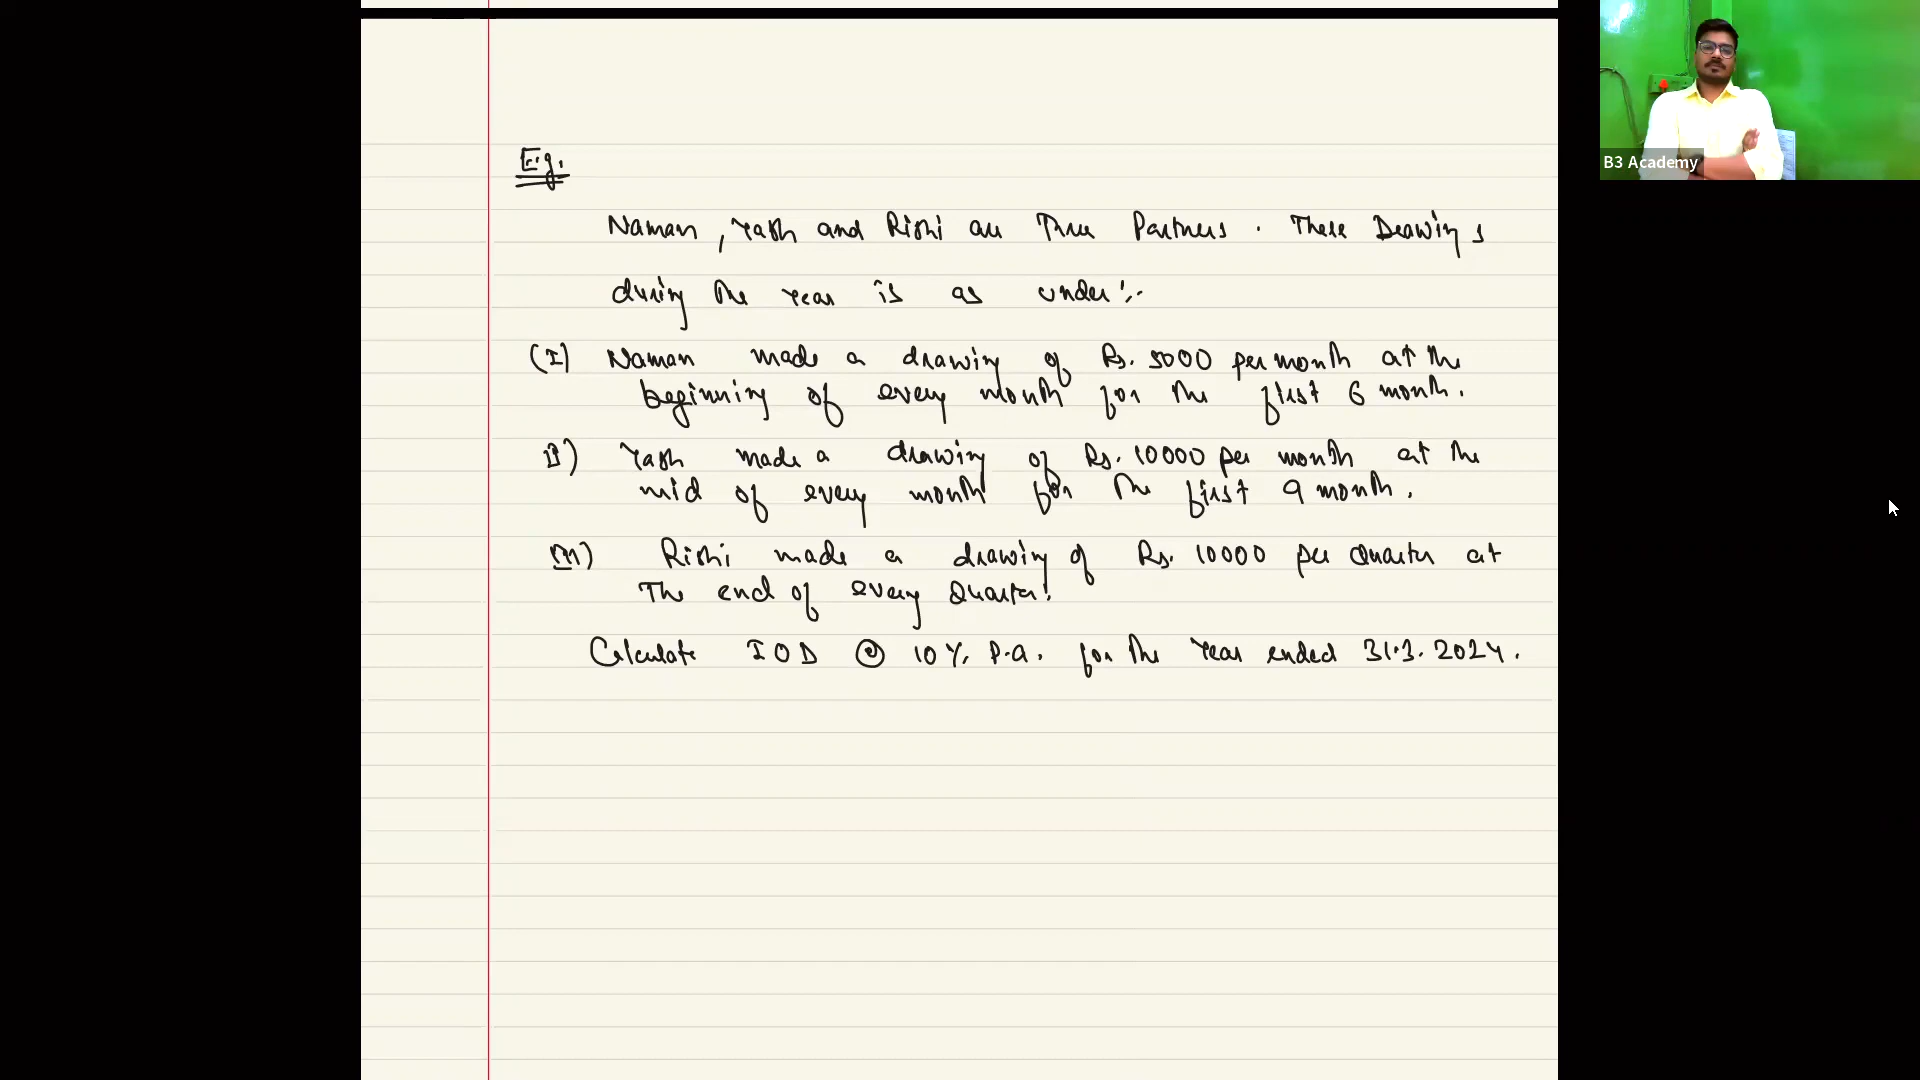 E.g.
Naman, Yash and Rishi are Three Partners. There Drawings
during the year is as under:-
(I) Naman made a drawing of Rs. 5000 per month at the
beginning of every month for the first 6 month.
II) Yash made a drawing of Rs. 10000 per month at the
mid of every month for the first 9 month.
III) Rishi made a drawing of Rs. 10000 per Quarter at
The end of every Quarter.
Calculate IOD @ 10% P.a. for the Year ended 31.3.2024.
B3 Academy